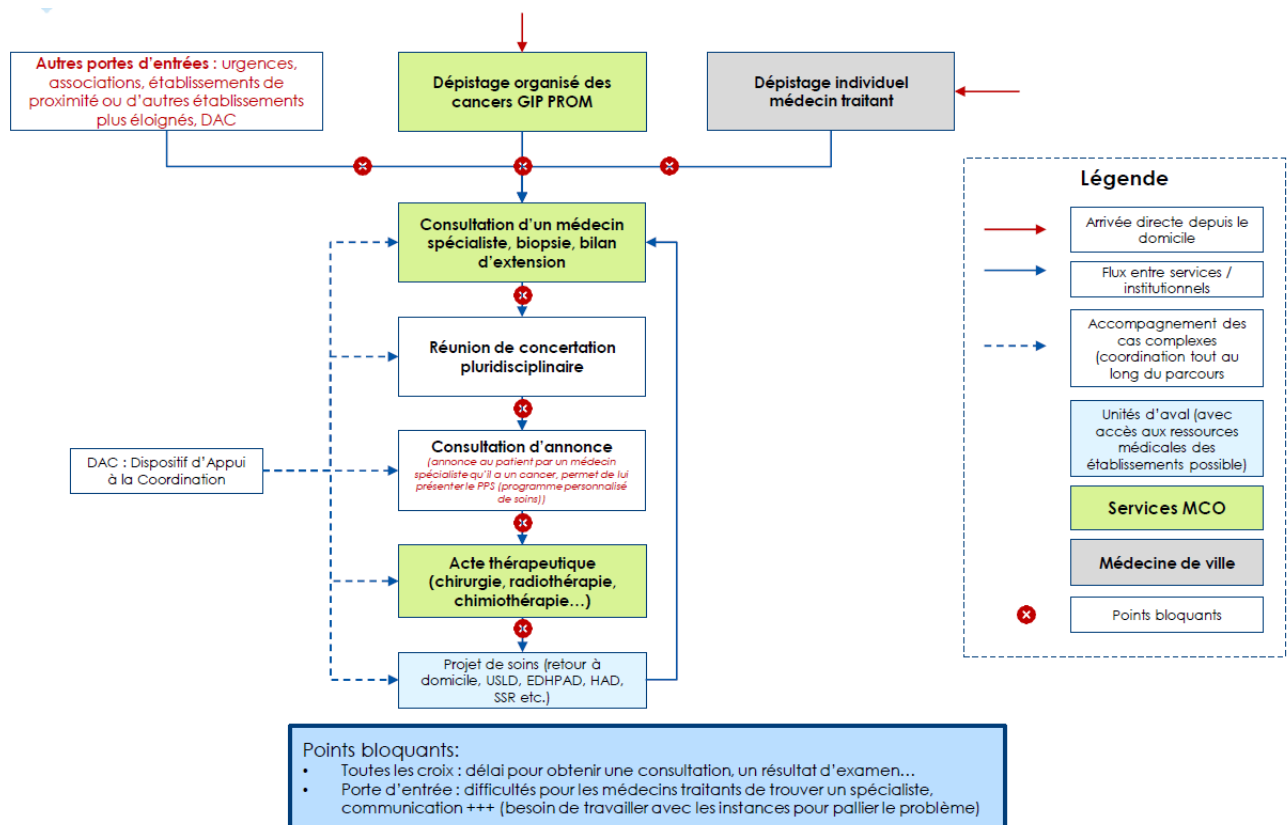 Autres portes d'entrées : urgences,
associations, établissements de
proximité ou d'autres établissements
plus éloignés, DAC
Dépistage organisé des
cancers GIP PROM
Dépistage individuel
médecin traitant
Consultation d'un médecin
spécialiste, biopsie, bilan
d'extension
Réunion de concertation
pluridisciplinaire
Consultation d'annonce
(annonce au patient par un médecin
spécialiste qu'il a un cancer, permet de lui
présenter le PPS (programme personnalisé
de soins))
DAC : Dispositif d'Appui
à la Coordination
Acte thérapeutique
(chirurgie, radiothérapie,
chimiothérapie…)
Projet de soins (retour à
domicile, USLD, EDHPAD, HAD,
SSR etc.)
Légende
Arrivée directe depuis le
domicile
Flux entre services /
institutionnels
Accompagnement des
cas complexes
(coordination tout au
long du parcours
Unités d'aval (avec
accès aux ressources
médicales des
établissements possible)
Services MCO
Médecine de ville
Points bloquants
Points bloquants:
• Toutes les croix : délai pour obtenir une consultation, un résultat d'examen…
• Porte d'entrée : difficultés pour les médecins traitants de trouver un spécialiste,
communication +++ (besoin de travailler avec les instances pour pallier le problème)